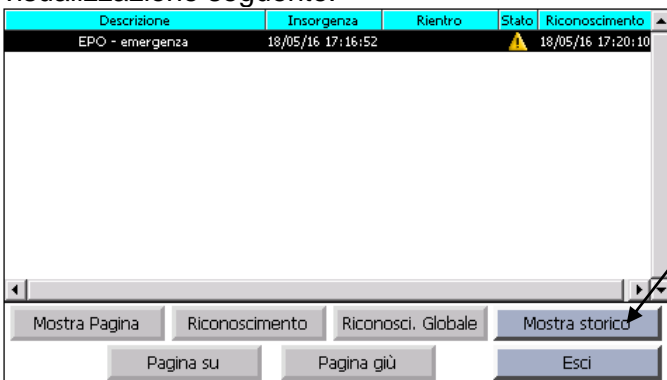 visualizzazione seguente:
Descrizione Insorgenza Rientro Stato Riconoscimento
EPO - emergenza 18/05/16 17:16:52 18/05/16 17:20:10
Mostra Pagina Riconoscimento Riconosci. Globale Mostra storico
Pagina su Pagina giù Esci